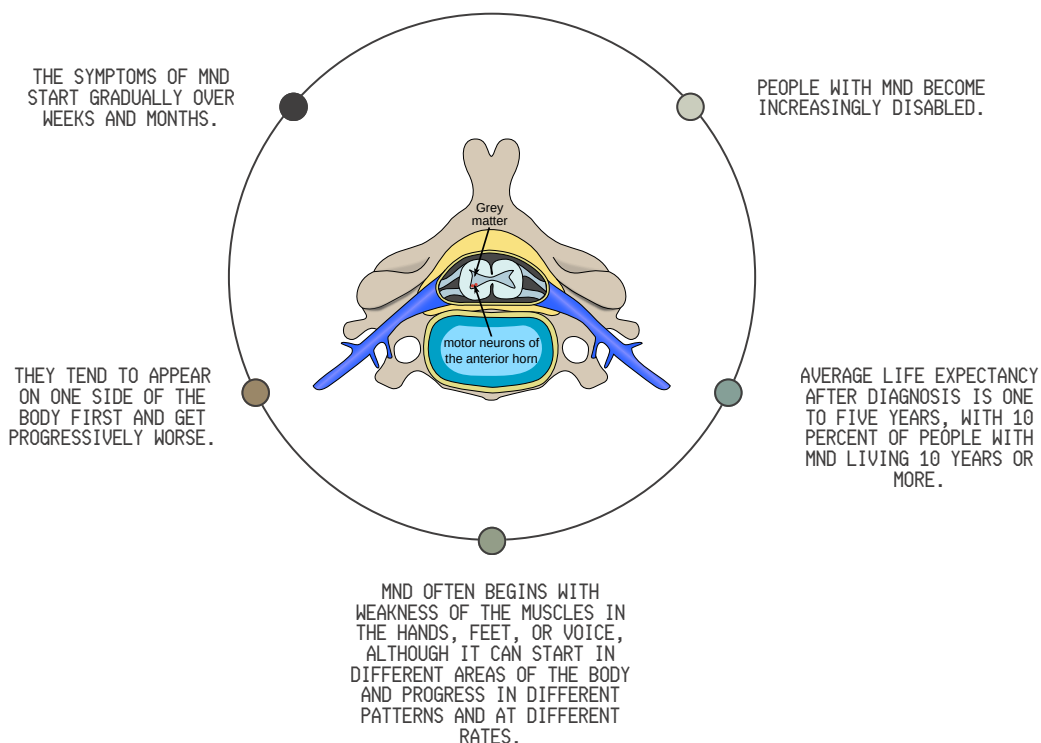 THE SYMPTOMS OF MND
START GRADUALLY OVER
WEEKS AND MONTHS.
PEOPLE WITH MND BECOME
INCREASINGLY DISABLED.
Grey
matter
motor neurons of
the anterior horn
THEY TEND TO APPEAR
ON ONE SIDE OF THE
BODY FIRST AND GET
PROGRESSIVELY WORSE.
AVERAGE LIFE EXPECTANCY
AFTER DIAGNOSIS IS ONE
TO FIVE YEARS, WITH 10
PERCENT OF PEOPLE WITH
MND LIVING 10 YEARS OR
MORE.
MND OFTEN BEGINS WITH
WEAKNESS OF THE MUSCLES IN
THE HANDS, FEET, OR VOICE,
ALTHOUGH IT CAN START IN
DIFFERENT AREAS OF THE BODY
AND PROGRESS IN DIFFERENT
PATTERNS AND AT DIFFERENT
RATES.